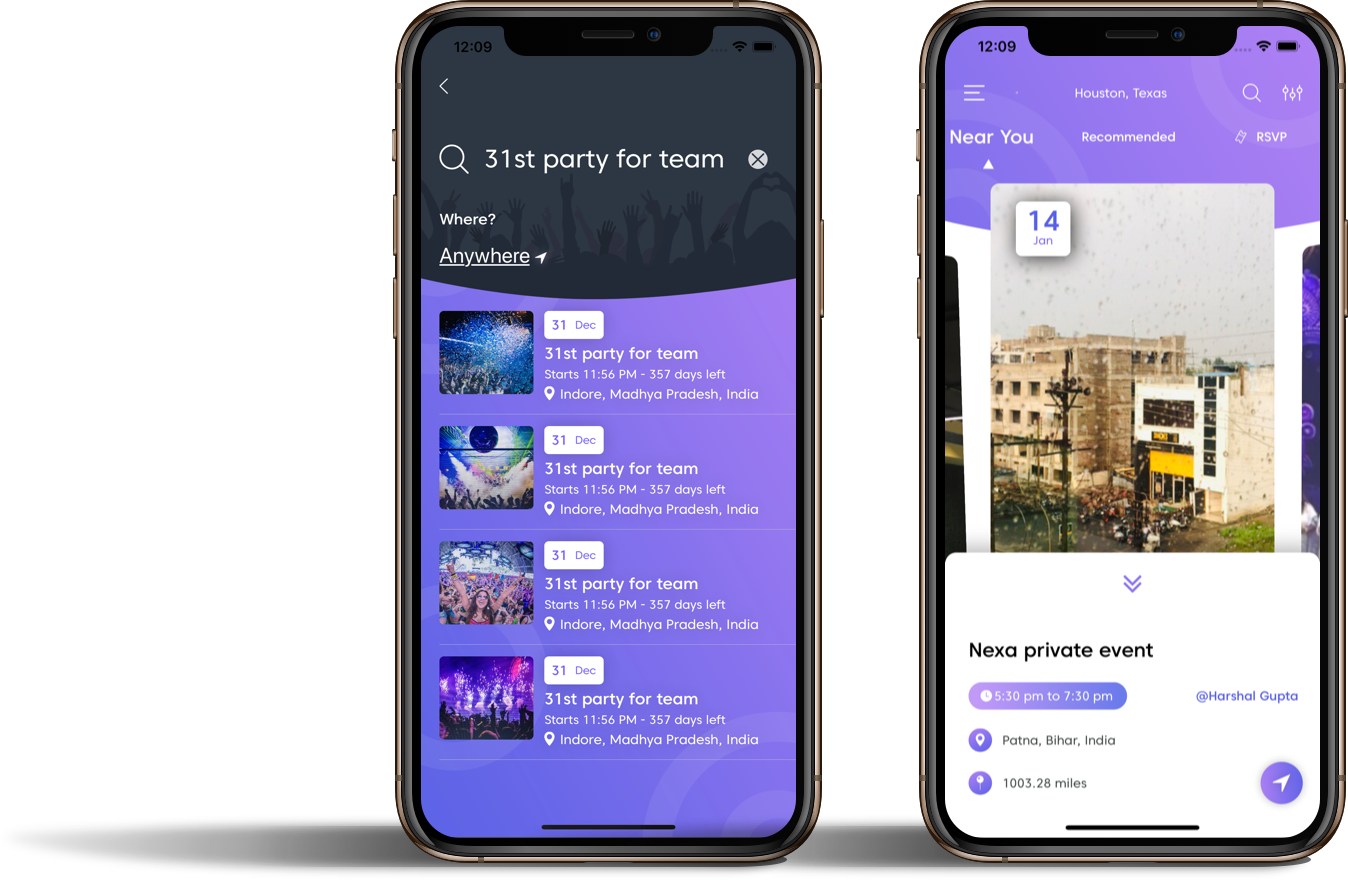 12:09
31st party for team
Where?
Anywhere
31 Dec
31st party for team
Starts 11:56 PM - 357 days left
Indore, Madhya Pradesh, India
31 Dec
31st party for team
Starts 11:56 PM - 357 days left
Indore, Madhya Pradesh, India
31 Dec
31st party for team
Starts 11:56 PM - 357 days left
Indore, Madhya Pradesh, India
31 Dec
31st party for team
Starts 11:56 PM - 357 days left
Indore, Madhya Pradesh, India
12:09
Houston, Texas
Near You Recommended RSVP
14
Jan
Nexa private event
5:30 pm to 7:30 pm @Harshal Gupta
Patna, Bihar, India
1003.28 miles